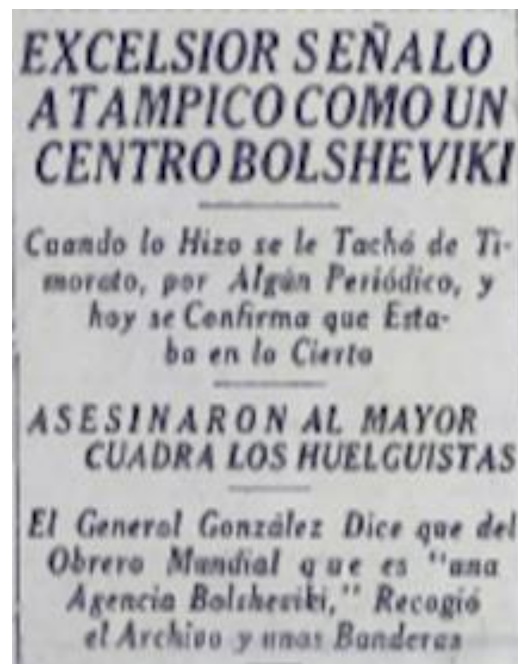 EXCELSIOR SEÑALO
A TAMPICO COMO UN
CENTRO BOLSHEVIKI
Cuando lo Hizo se le Tachó de Ti-
morato, por Algún Periódico, y
hoy se Confirma que Esta-
ba en lo Cierto
ASESINARON AL MAYOR
CUADRA LOS HUELGUISTAS
El General González Dice que del
Obrero Mundial que es "una
Agencia Bolsheviki," Recogió
el Archivo y unas Banderas